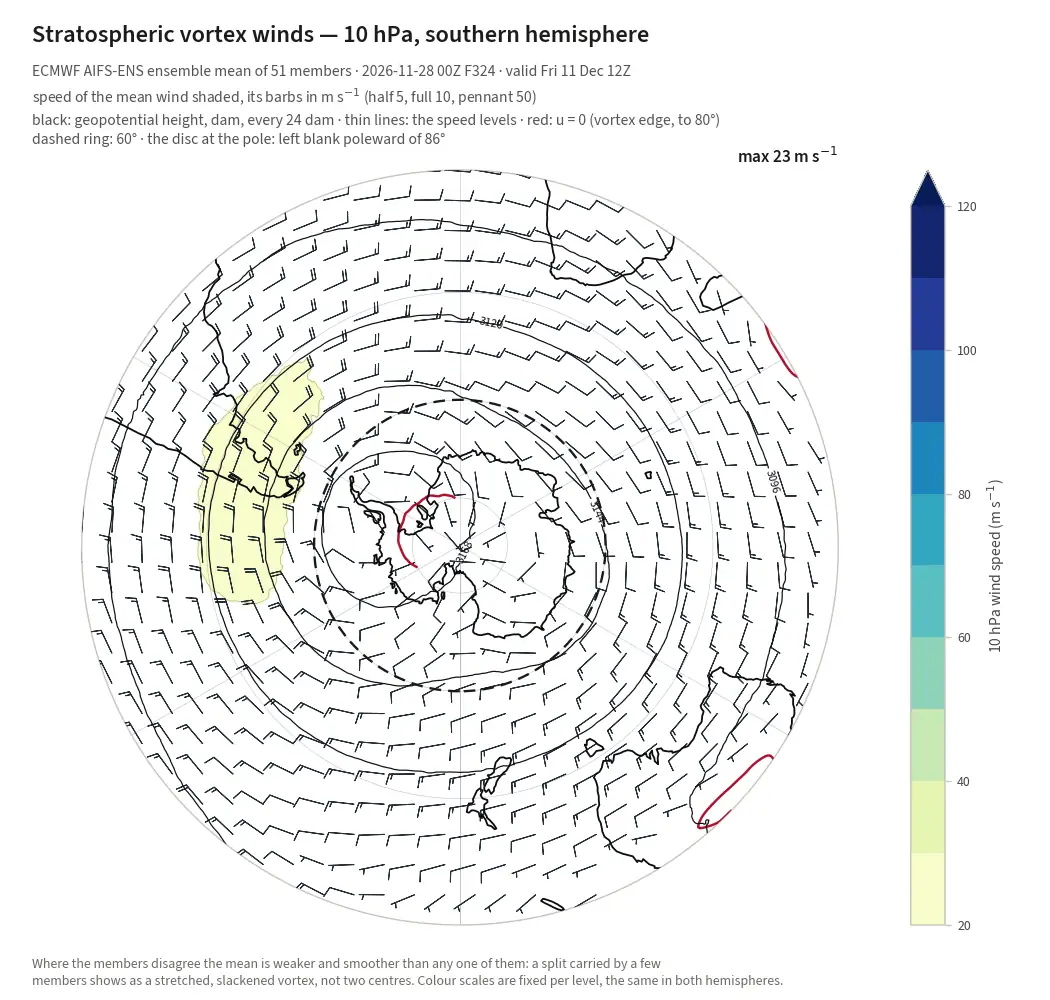 Stratospheric vortex winds — 10 hPa, southern hemisphere
ECMWF AIFS-ENS ensemble mean of 51 members · 2026-11-28 00Z F324 · valid Fri 11 Dec 12Z
speed of the mean wind shaded, its barbs in m s⁻¹ (half 5, full 10, pennant 50)
black: geopotential height, dam, every 24 dam · thin lines: the speed levels · red: u = 0 (vortex edge, to 80°)
dashed ring: 60° · the disc at the pole: left blank poleward of 86°
max 23 m s⁻¹
120
100
80
60
40
20
10 hPa wind speed (m s⁻¹)
3120
3096
3144
3168
Where the members disagree the mean is weaker and smoother than any one of them: a split carried by a few
members shows as a stretched, slackened vortex, not two centres. Colour scales are fixed per level, the same in both hemispheres.